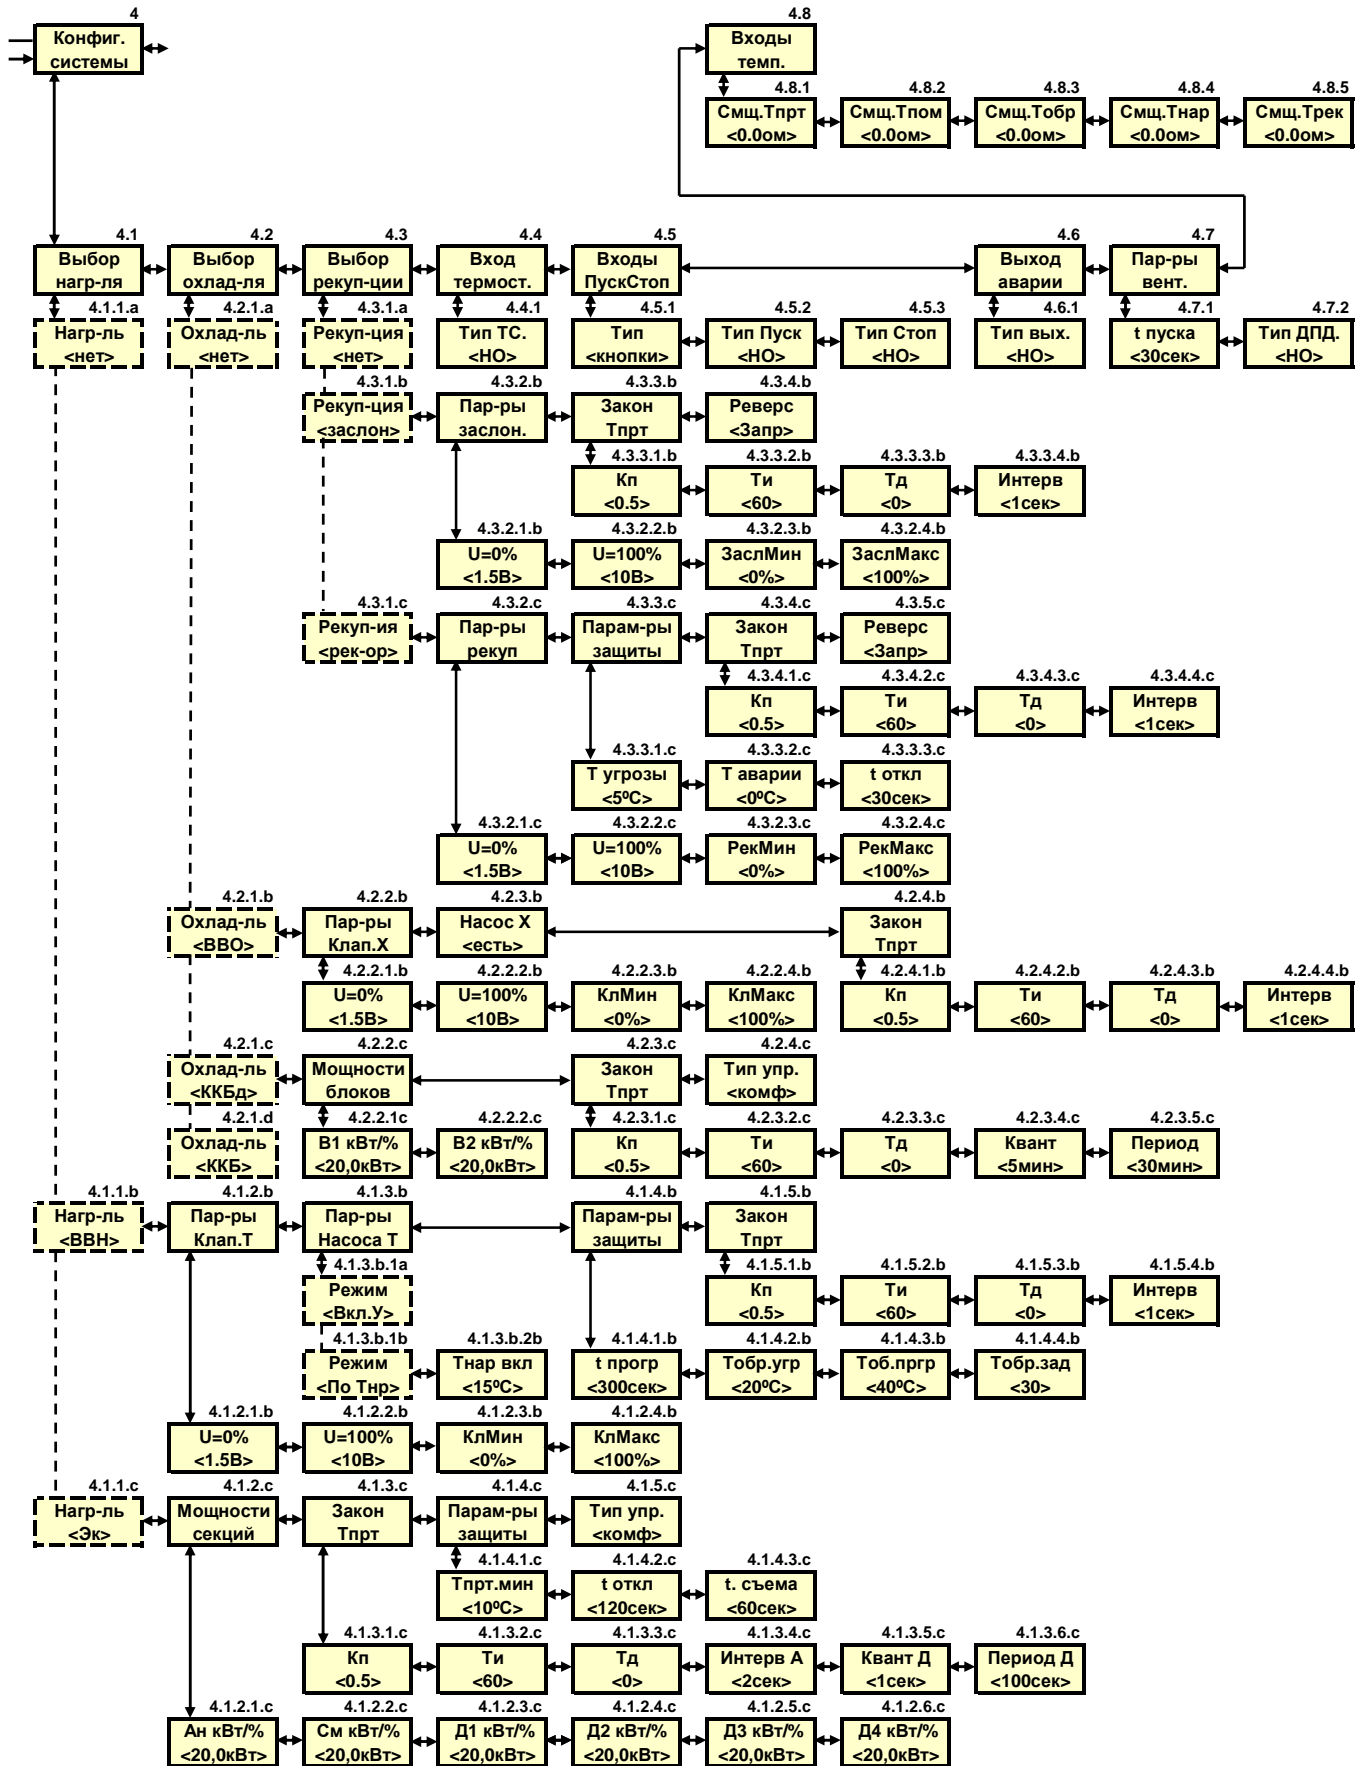 4
Конфиг.
системы
4.8
Входы
темп.
4.8.1 4.8.2 4.8.3 4.8.4 4.8.5
Смщ.Тпрт Смщ.Тпом Смщ.Тобр Смщ.Тнар Смщ.Трек
<0.0ом> <0.0ом> <0.0ом> <0.0ом> <0.0ом>
4.1 4.2 4.3 4.4 4.5 4.6 4.7
Выбор Выбор Выбор Вход Входы Выход Пар-ры
нагр-ля охлад-ля рекуп-ции термост. ПускСтоп аварии вент.
4.1.1.a 4.2.1.a 4.3.1.a 4.4.1 4.5.1 4.5.2 4.5.3 4.6.1 4.7.1 4.7.2
Нагр-ль Охлад-ль Рекуп-ция Тип ТС. Тип Тип Пуск Тип Стоп Тип вых. t пуска Тип ДПД.
<нет> <нет> <нет> <НО> <кнопки> <НО> <НО> <НО> <30сек> <НО>
4.3.1.b 4.3.2.b 4.3.3.b 4.3.4.b
Рекуп-ция Пар-ры Закон Реверс
<заслон> заслон. Тпрт <Запр>
4.3.3.1.b 4.3.3.2.b 4.3.3.3.b 4.3.3.4.b
Кп Ти Тд Интерв
<0.5> <60> <0> <1сек>
4.3.2.1.b 4.3.2.2.b 4.3.2.3.b 4.3.2.4.b
U=0% U=100% ЗаслМин ЗаслМакс
<1.5В> <10В> <0%> <100%>
4.3.1.c 4.3.2.c 4.3.3.c 4.3.4.c 4.3.5.c
Рекуп-ия Пар-ры Парам-ры Закон Реверс
<рек-ор> рекуп защиты Тпрт <Запр>
4.3.4.1.c 4.3.4.2.c 4.3.4.3.c 4.3.4.4.c
Кп Ти Тд Интерв
<0.5> <60> <0> <1сек>
4.3.3.1.c 4.3.3.2.c 4.3.3.3.c
Т угрозы Т аварии t откл
<5ºС> <0ºС> <30сек>
4.3.2.1.c 4.3.2.2.c 4.3.2.3.c 4.3.2.4.c
U=0% U=100% РекМин РекМакс
<1.5В> <10В> <0%> <100%>
4.2.1.b 4.2.2.b 4.2.3.b 4.2.4.b
Охлад-ль Пар-ры Насос Х Закон
<ВВО> Клап.Х <есть> Тпрт
4.2.2.1.b 4.2.2.2.b 4.2.2.3.b 4.2.2.4.b 4.2.4.1.b 4.2.4.2.b 4.2.4.3.b 4.2.4.4.b
U=0% U=100% КлМин КлМакс Кп Ти Тд Интерв
<1.5В> <10В> <0%> <100%> <0.5> <60> <0> <1сек>
4.2.1.c 4.2.2.c 4.2.3.c 4.2.4.c
Охлад-ль Мощности Закон Тип упр.
<ККБд> блоков Тпрт <комф>
4.2.1.d 4.2.2.1c 4.2.2.2.c 4.2.3.1.c 4.2.3.2.c 4.2.3.3.c 4.2.3.4.c 4.2.3.5.c
Охлад-ль В1 кВт/% В2 кВт/% Кп Ти Тд Квант Период
<ККБ> <20,0кВт> <20,0кВт> <0.5> <60> <0> <5мин> <30мин>
4.1.1.b 4.1.2.b 4.1.3.b 4.1.4.b 4.1.5.b
Нагр-ль Пар-ры Пар-ры Парам-ры Закон
<ВВН> Клап.Т Насоса Т защиты Тпрт
4.1.3.b.1a 4.1.5.1.b 4.1.5.2.b 4.1.5.3.b 4.1.5.4.b
Режим Кп Ти Тд Интерв
<Вкл.У> <0.5> <60> <0> <1сек>
4.1.3.b.1b 4.1.3.b.2b 4.1.4.1.b 4.1.4.2.b 4.1.4.3.b 4.1.4.4.b
Режим Тнар вкл t прогр Тобр.угр Тоб.пргр Тобр.зад
<По Тнр> <15ºС> <300сек> <20ºС> <40ºС> <30>
4.1.2.1.b 4.1.2.2.b 4.1.2.3.b 4.1.2.4.b
U=0% U=100% КлМин КлМакс
<1.5В> <10В> <0%> <100%>
4.1.1.c 4.1.2.c 4.1.3.c 4.1.4.c 4.1.5.c
Нагр-ль Мощности Закон Парам-ры Тип упр.
<Эк> секций Тпрт защиты <комф>
4.1.4.1.c 4.1.4.2.c 4.1.4.3.c
Тпрт.мин t откл t. съема
<10ºС> <120сек> <60сек>
4.1.3.1.c 4.1.3.2.c 4.1.3.3.c 4.1.3.4.c 4.1.3.5.c 4.1.3.6.c
Кп Ти Тд Интерв А Квант Д Период Д
<0.5> <60> <0> <2сек> <1сек> <100сек>
4.1.2.1.c 4.1.2.2.c 4.1.2.3.c 4.1.2.4.c 4.1.2.5.c 4.1.2.6.c
Ан кВт/% См кВт/% Д1 кВт/% Д2 кВт/% Д3 кВт/% Д4 кВт/%
<20,0кВт> <20,0кВт> <20,0кВт> <20,0кВт> <20,0кВт> <20,0кВт>